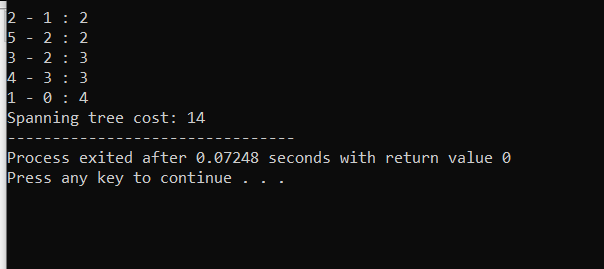 2 - 1 : 2
5 - 2 : 2
3 - 2 : 3
4 - 3 : 3
1 - 0 : 4
Spanning tree cost: 14
--------------------------------
Process exited after 0.07248 seconds with return value 0
Press any key to continue . . .